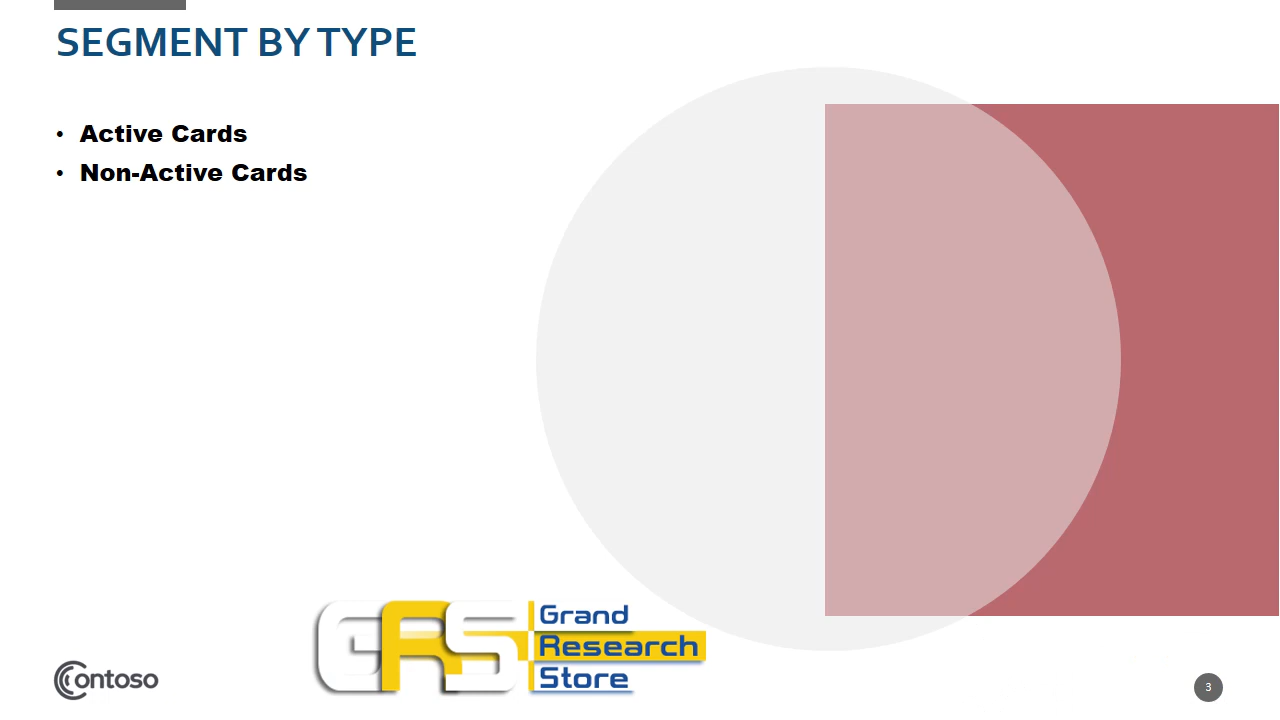 SEGMENT BY TYPE
• Active Cards
• Non-Active Cards
GRS
Grand
Research
Store
Contoso
3